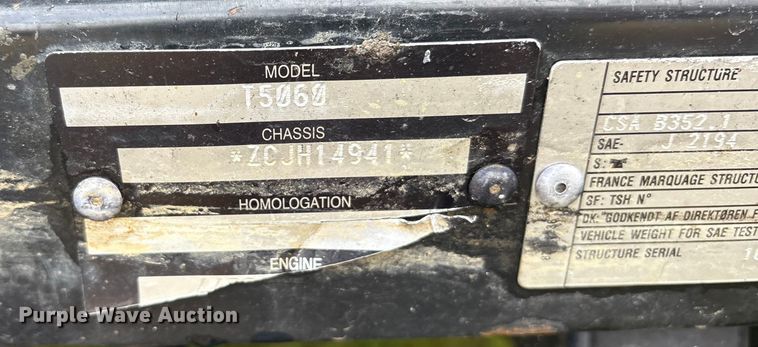 MODEL
T5060
CHASSIS
*ZCJH14941*
HOMOLOGATION
ENGINE
SAFETY STRUCTURE
CSA B352.1
SAE- J 2194
S:
FRANCE MARQUAGE STRUCTU
SF: TSH N°
DK: "GODKENDT AF DIREKTØREN F
VEHICLE WEIGHT FOR SAE TEST
STRUCTURE SERIAL
Purple Wave Auction